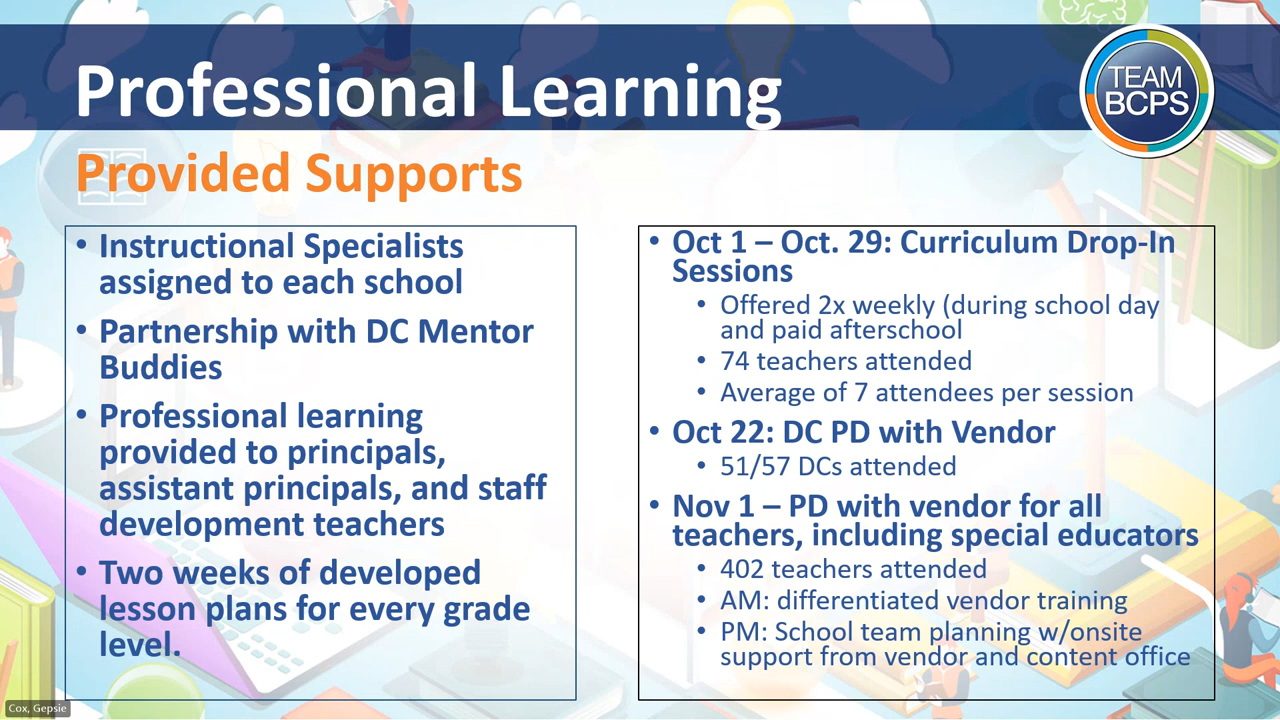 Professional Learning
TEAM
BCPS
Provided Supports
• Instructional Specialists
assigned to each school
• Partnership with DC Mentor
Buddies
• Professional learning
provided to principals,
assistant principals, and staff
development teachers
• Two weeks of developed
lesson plans for every grade
level.
• Oct 1 – Oct. 29: Curriculum Drop-In
Sessions
• Offered 2x weekly (during school day
and paid afterschool
• 74 teachers attended
• Average of 7 attendees per session
• Oct 22: DC PD with Vendor
• 51/57 DCs attended
• Nov 1 – PD with vendor for all
teachers, including special educators
• 402 teachers attended
• AM: differentiated vendor training
• PM: School team planning w/onsite
support from vendor and content office
Cox, Gepsie